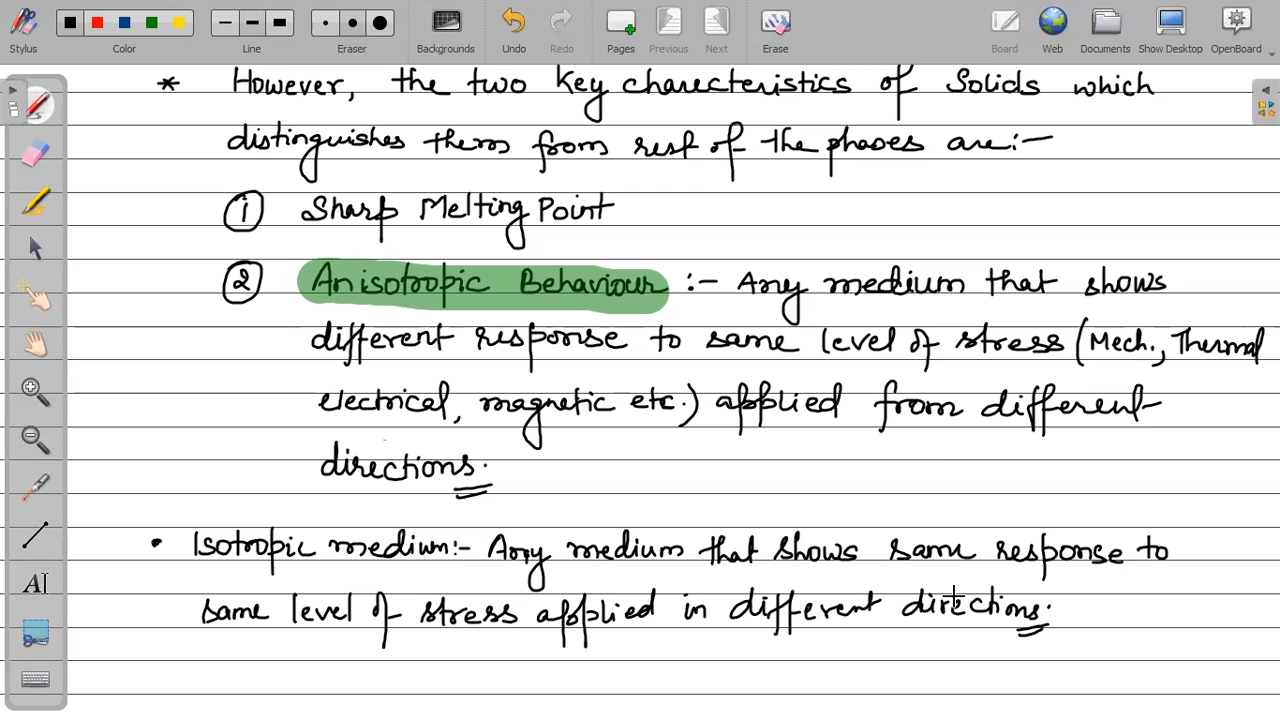 Stylus Color Line Eraser Backgrounds Undo Redo Pages Previous Next Erase Board Web Documents Show Desktop OpenBoard
* However, the two key charecteristics of Solids which
distinguishes them from rest of the phases are:-
① Sharp Melting Point
② Anisotropic Behaviour :- Any medium that shows
different response to same level of stress (Mech., Thermal
electrical, magnetic etc.) applied from different
directions.
• Isotropic medium:- Any medium that shows same response to
same level of stress applied in different directions.